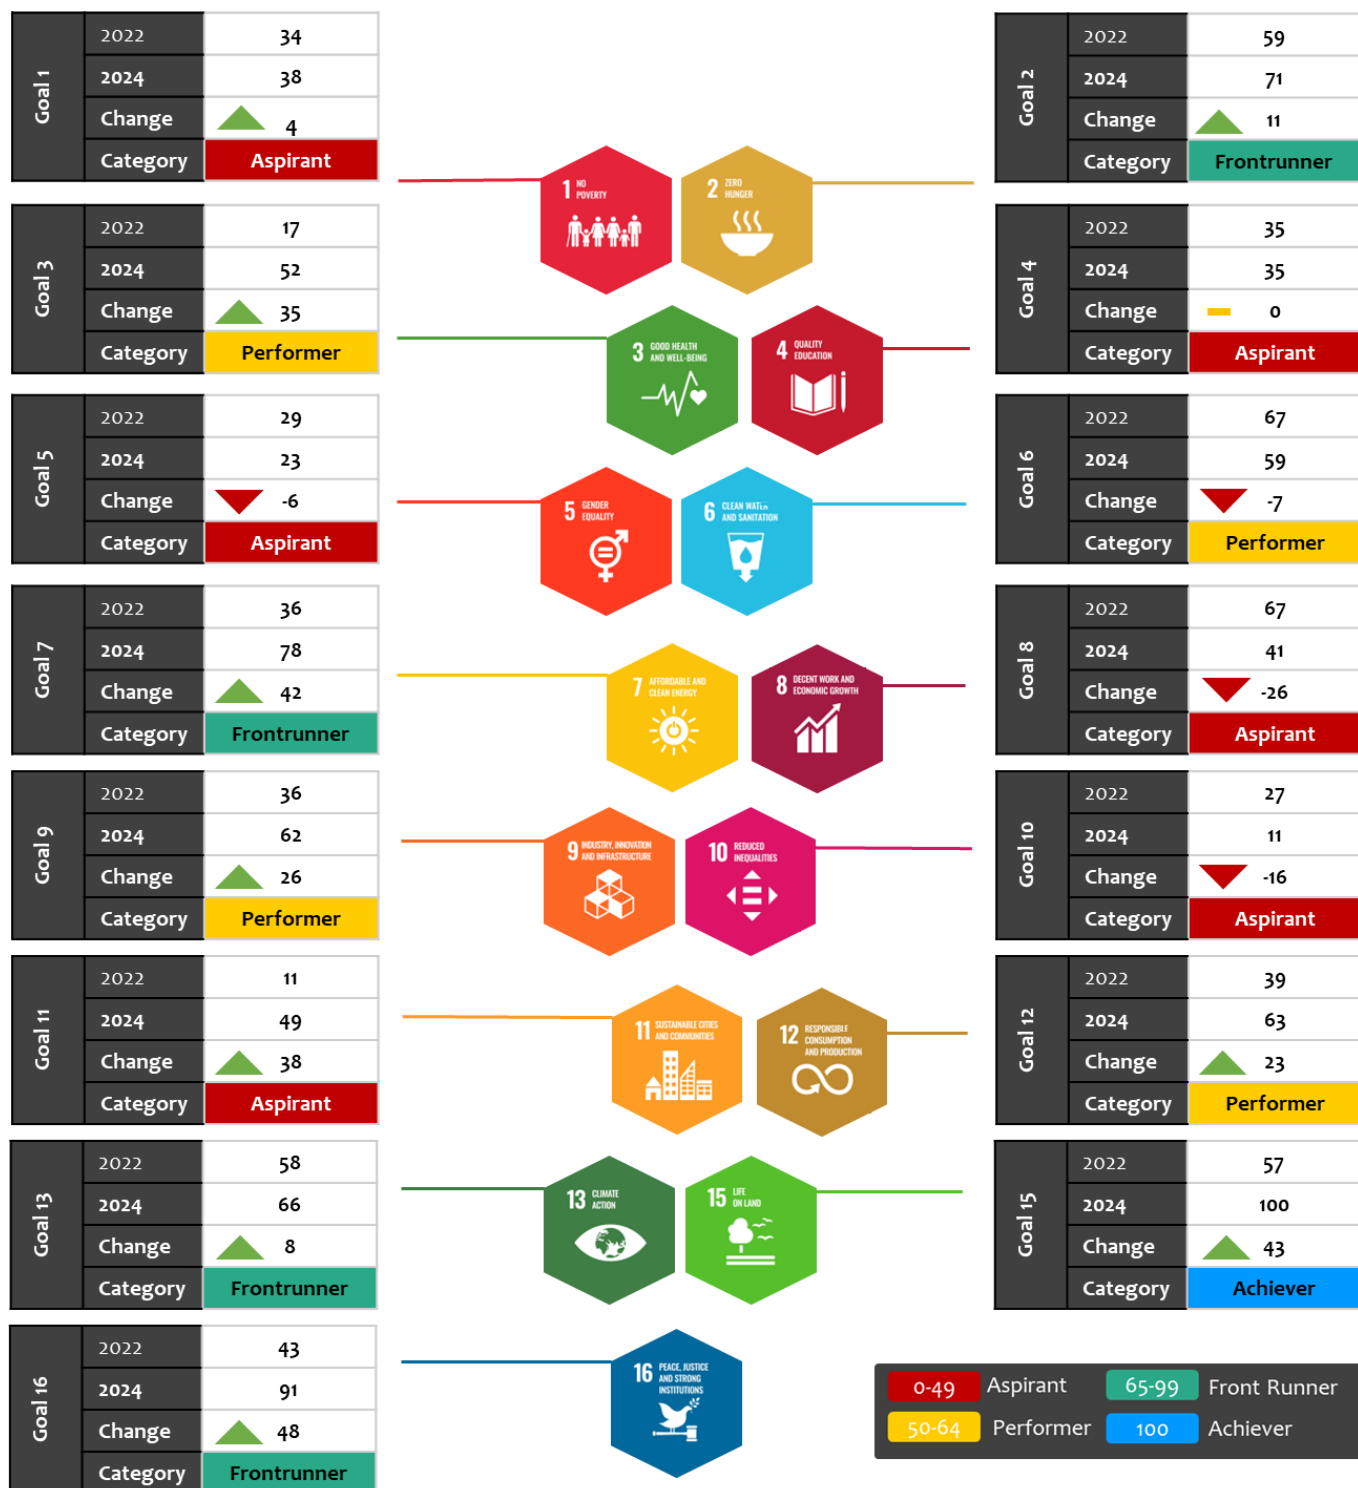 Goal 1
2022 34
2024 38
Change 4
Category Aspirant
Goal 2
2022 59
2024 71
Change 11
Category Frontrunner
1 NO
POVERTY
2 ZERO
HUNGER
Goal 3
2022 17
2024 52
Change 35
Category Performer
Goal 4
2022 35
2024 35
Change 0
Category Aspirant
3 GOOD HEALTH
AND WELL-BEING
4 QUALITY
EDUCATION
Goal 5
2022 29
2024 23
Change -6
Category Aspirant
Goal 6
2022 67
2024 59
Change -7
Category Performer
5 GENDER
EQUALITY
6 CLEAN WATER
AND SANITATION
Goal 7
2022 36
2024 78
Change 42
Category Frontrunner
Goal 8
2022 67
2024 41
Change -26
Category Aspirant
7 AFFORDABLE AND
CLEAN ENERGY
8 DECENT WORK AND
ECONOMIC GROWTH
Goal 9
2022 36
2024 62
Change 26
Category Performer
Goal 10
2022 27
2024 11
Change -16
Category Aspirant
9 INDUSTRY, INNOVATION
AND INFRASTRUCTURE
10 REDUCED
INEQUALITIES
Goal 11
2022 11
2024 49
Change 38
Category Aspirant
Goal 12
2022 39
2024 63
Change 23
Category Performer
11 SUSTAINABLE CITIES
AND COMMUNITIES
12 RESPONSIBLE
CONSUMPTION
AND PRODUCTION
Goal 13
2022 58
2024 66
Change 8
Category Frontrunner
Goal 15
2022 57
2024 100
Change 43
Category Achiever
13 CLIMATE
ACTION
15 LIFE
ON LAND
Goal 16
2022 43
2024 91
Change 48
Category Frontrunner
16 PEACE, JUSTICE
AND STRONG
INSTITUTIONS
0-49 Aspirant 65-99 Front Runner
50-64 Performer 100 Achiever